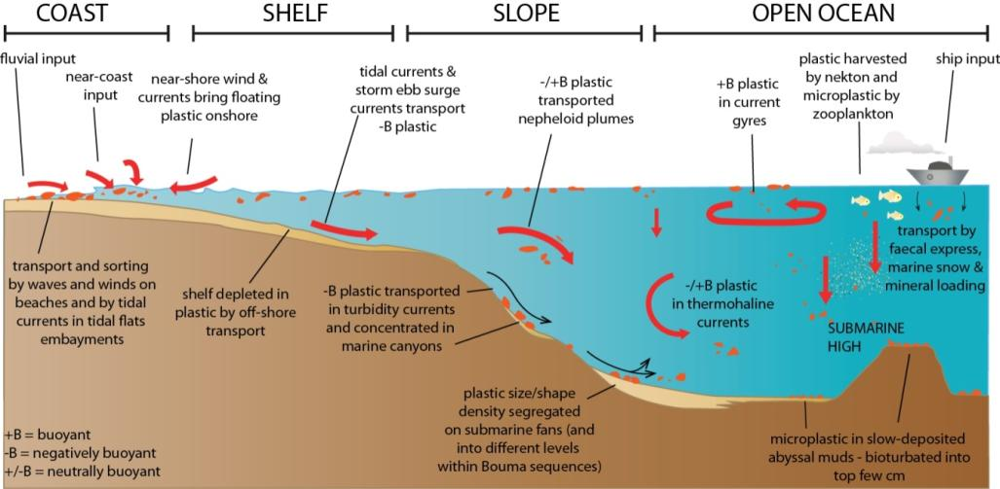 COAST
SHELF
SLOPE
OPEN OCEAN
fluvial input
near-coast
input
near-shore wind &
currents bring floating
plastic onshore
tidal currents &
storm ebb surge
currents transport
-B plastic
-/+B plastic
transported
nepheloid plumes
+B plastic
in current
gyres
plastic harvested
by nekton and
microplastic by
zooplankton
ship input
transport and sorting
by waves and winds on
beaches and by tidal
currents in tidal flats
embayments
shelf depleted in
plastic by off-shore
transport
-B plastic transported
in turbidity currents
and concentrated in
marine canyons
-/+B plastic
in thermohaline
currents
transport by
faecal express,
marine snow &
mineral loading
SUBMARINE
HIGH
plastic size/shape
density segregated
on submarine fans (and
into different levels
within Bouma sequences)
microplastic in slow-deposited
abyssal muds - bioturbated into
top few cm
+B = buoyant
-B = negatively buoyant
+/-B = neutrally buoyant